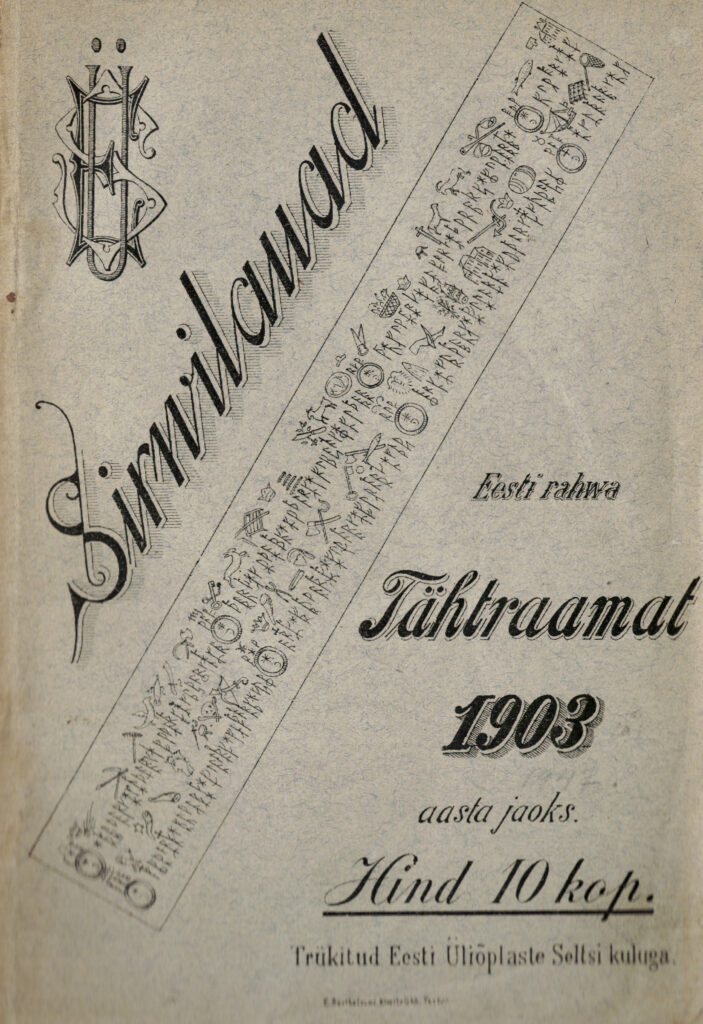 Sirwilauad
Eesti rahwa
Tähtraamat
1903
aasta jaoks.
Hind 10 kop.
Trükitud Eesti Üliõplaste Seltsi kuluga.